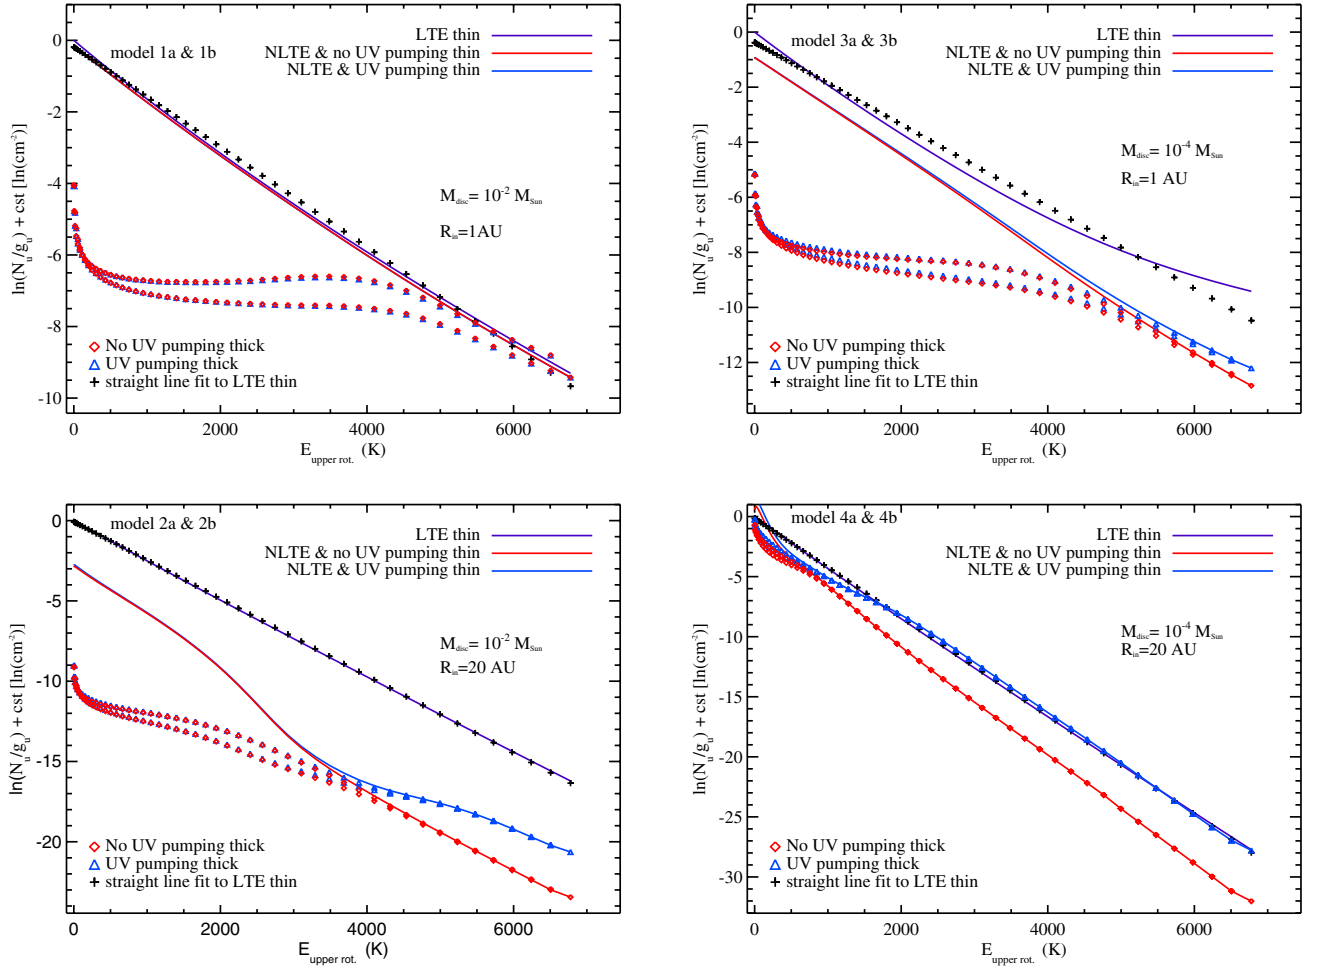 model 1a & 1b
LTE thin
NLTE & no UV pumping thin
NLTE & UV pumping thin
M_disc= 10^-2 M_Sun
R_in=1AU
No UV pumping thick
UV pumping thick
straight line fit to LTE thin
0
-2
-4
-6
-8
-10
ln(N_u/g_u) + cst [ln(cm^-2)]
0 2000 4000 6000
E_upper rot. (K)
model 3a & 3b
LTE thin
NLTE & no UV pumping thin
NLTE & UV pumping thin
M_disc= 10^-4 M_Sun
R_in=1 AU
No UV pumping thick
UV pumping thick
straight line fit to LTE thin
0
-2
-4
-6
-8
-10
-12
ln(N_u/g_u) + cst [ln(cm^-2)]
0 2000 4000 6000
E_upper rot. (K)
model 2a & 2b
LTE thin
NLTE & no UV pumping thin
NLTE & UV pumping thin
M_disc= 10^-2 M_Sun
R_in=20 AU
No UV pumping thick
UV pumping thick
straight line fit to LTE thin
0
-5
-10
-15
-20
ln(N_u/g_u) + cst [ln(cm^-2)]
0 2000 4000 6000
E_upper rot. (K)
model 4a & 4b
LTE thin
NLTE & no UV pumping thin
NLTE & UV pumping thin
M_disc= 10^-4 M_Sun
R_in=20 AU
No UV pumping thick
UV pumping thick
straight line fit to LTE thin
0
-5
-10
-15
-20
-25
-30
ln(N_u/g_u) + cst [ln(cm^-2)]
0 2000 4000 6000
E_upper rot. (K)